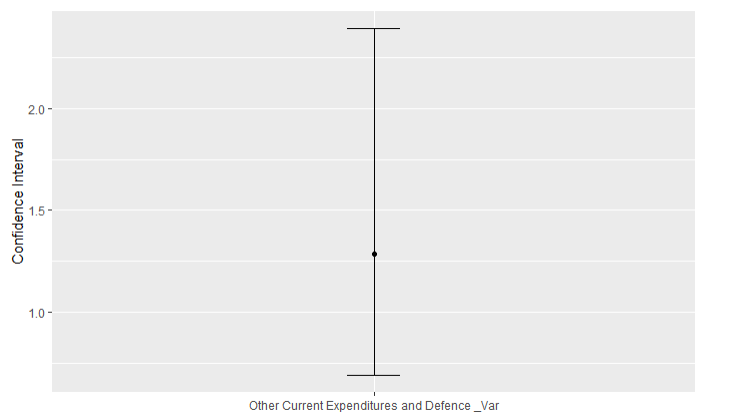 Confidence Interval
2.0
1.5
1.0
Other Current Expenditures and Defence _Var